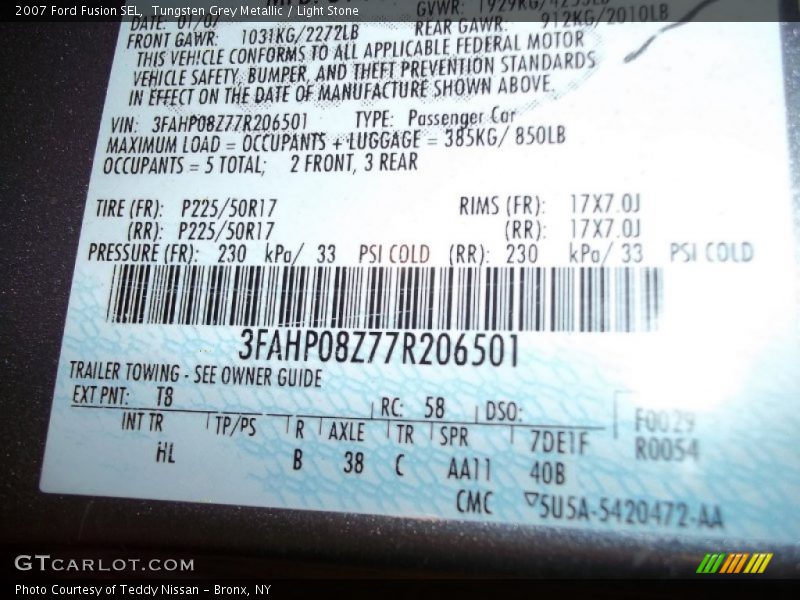 2007 Ford Fusion SEL, Tungsten Grey Metallic / Light Stone
DATE: 01/07 GVWR: 1929KG/4253LB
FRONT GAWR: 1031KG/2272LB REAR GAWR: 912KG/2010LB
THIS VEHICLE CONFORMS TO ALL APPLICABLE FEDERAL MOTOR
VEHICLE SAFETY, BUMPER, AND THEFT PREVENTION STANDARDS
IN EFFECT ON THE DATE OF MANUFACTURE SHOWN ABOVE.
VIN: 3FAHP08Z77R206501 TYPE: Passenger Car
MAXIMUM LOAD = OCCUPANTS + LUGGAGE = 385KG/ 850LB
OCCUPANTS = 5 TOTAL; 2 FRONT, 3 REAR
TIRE (FR): P225/50R17 RIMS (FR): 17X7.0J
(RR): P225/50R17 (RR): 17X7.0J
PRESSURE (FR): 230 kPa/ 33 PSI COLD (RR): 230 kPa/ 33 PSI COLD
3FAHP08Z77R206501
TRAILER TOWING - SEE OWNER GUIDE
EXT PNT: T8 RC: 58 DSO: F0029
INT TR TP/PS R AXLE TR SPR 7DE1F R0054
HL B 38 C AA11 40B
CMC 5U5A-5420472-AA
GTCARLOT.COM
Photo Courtesy of Teddy Nissan - Bronx, NY